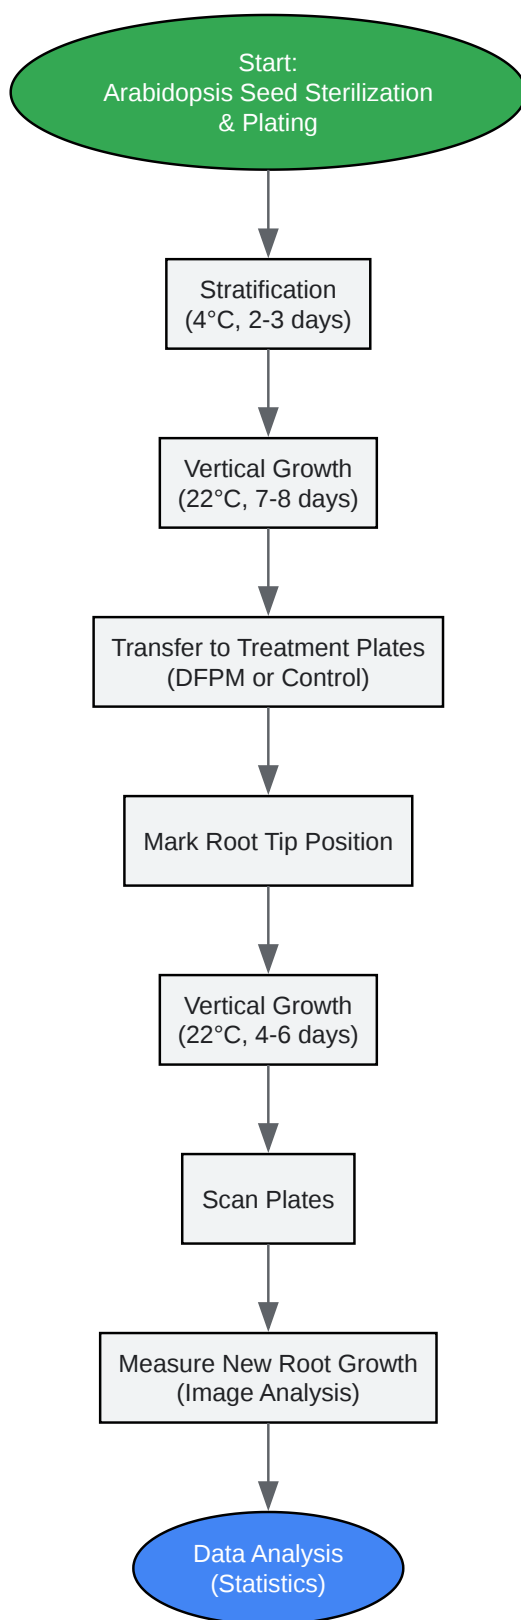 Start:
Arabidopsis Seed Sterilization
& Plating
Stratification
(4°C, 2-3 days)
Vertical Growth
(22°C, 7-8 days)
Transfer to Treatment Plates
(DFPM or Control)
Mark Root Tip Position
Vertical Growth
(22°C, 4-6 days)
Scan Plates
Measure New Root Growth
(Image Analysis)
Data Analysis
(Statistics)